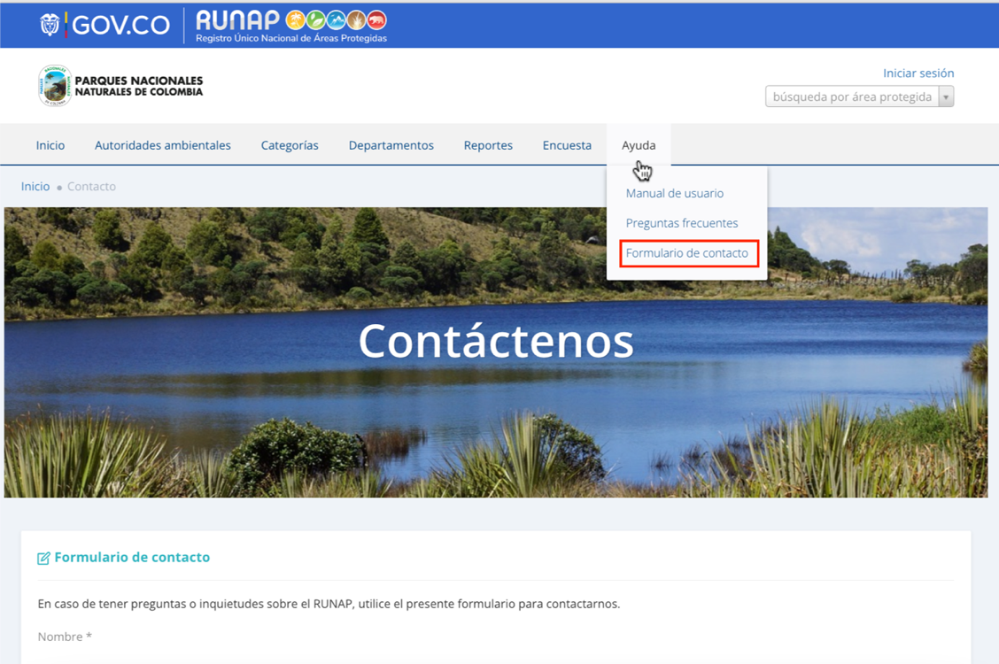 GOV.CO
RUNAP
Registro Único Nacional de Áreas Protegidas
PARQUES NACIONALES
NATURALES DE COLOMBIA
Iniciar sesión
búsqueda por área protegida
Inicio Autoridades ambientales Categorías Departamentos Reportes Encuesta Ayuda
Manual de usuario
Preguntas frecuentes
Formulario de contacto
Inicio Contacto
Contáctenos
Formulario de contacto
En caso de tener preguntas o inquietudes sobre el RUNAP, utilice el presente formulario para contactarnos.
Nombre *